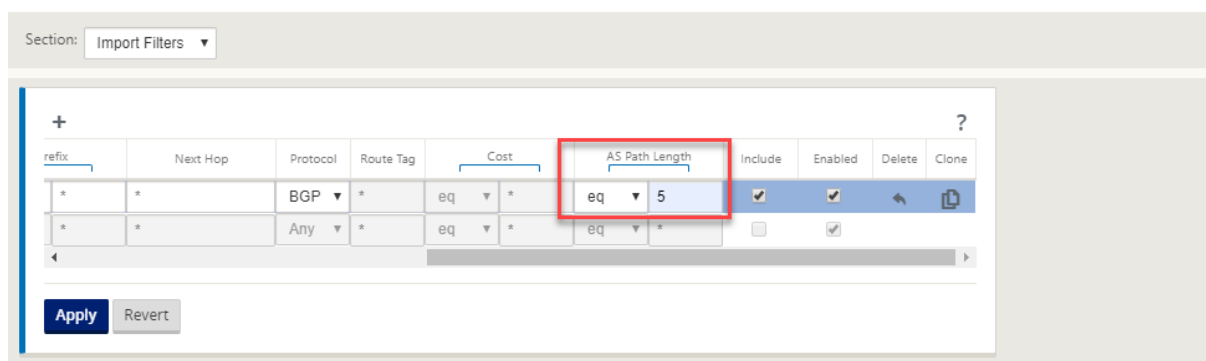 Section: Import Filters ▼
+ ?
refix Next Hop Protocol Route Tag Cost AS Path Length Include Enabled Delete Clone
* * BGP ▼ * eq ▼ * eq ▼ 5
* * Any ▼ * eq ▼ * eq ▼ *
Apply Revert